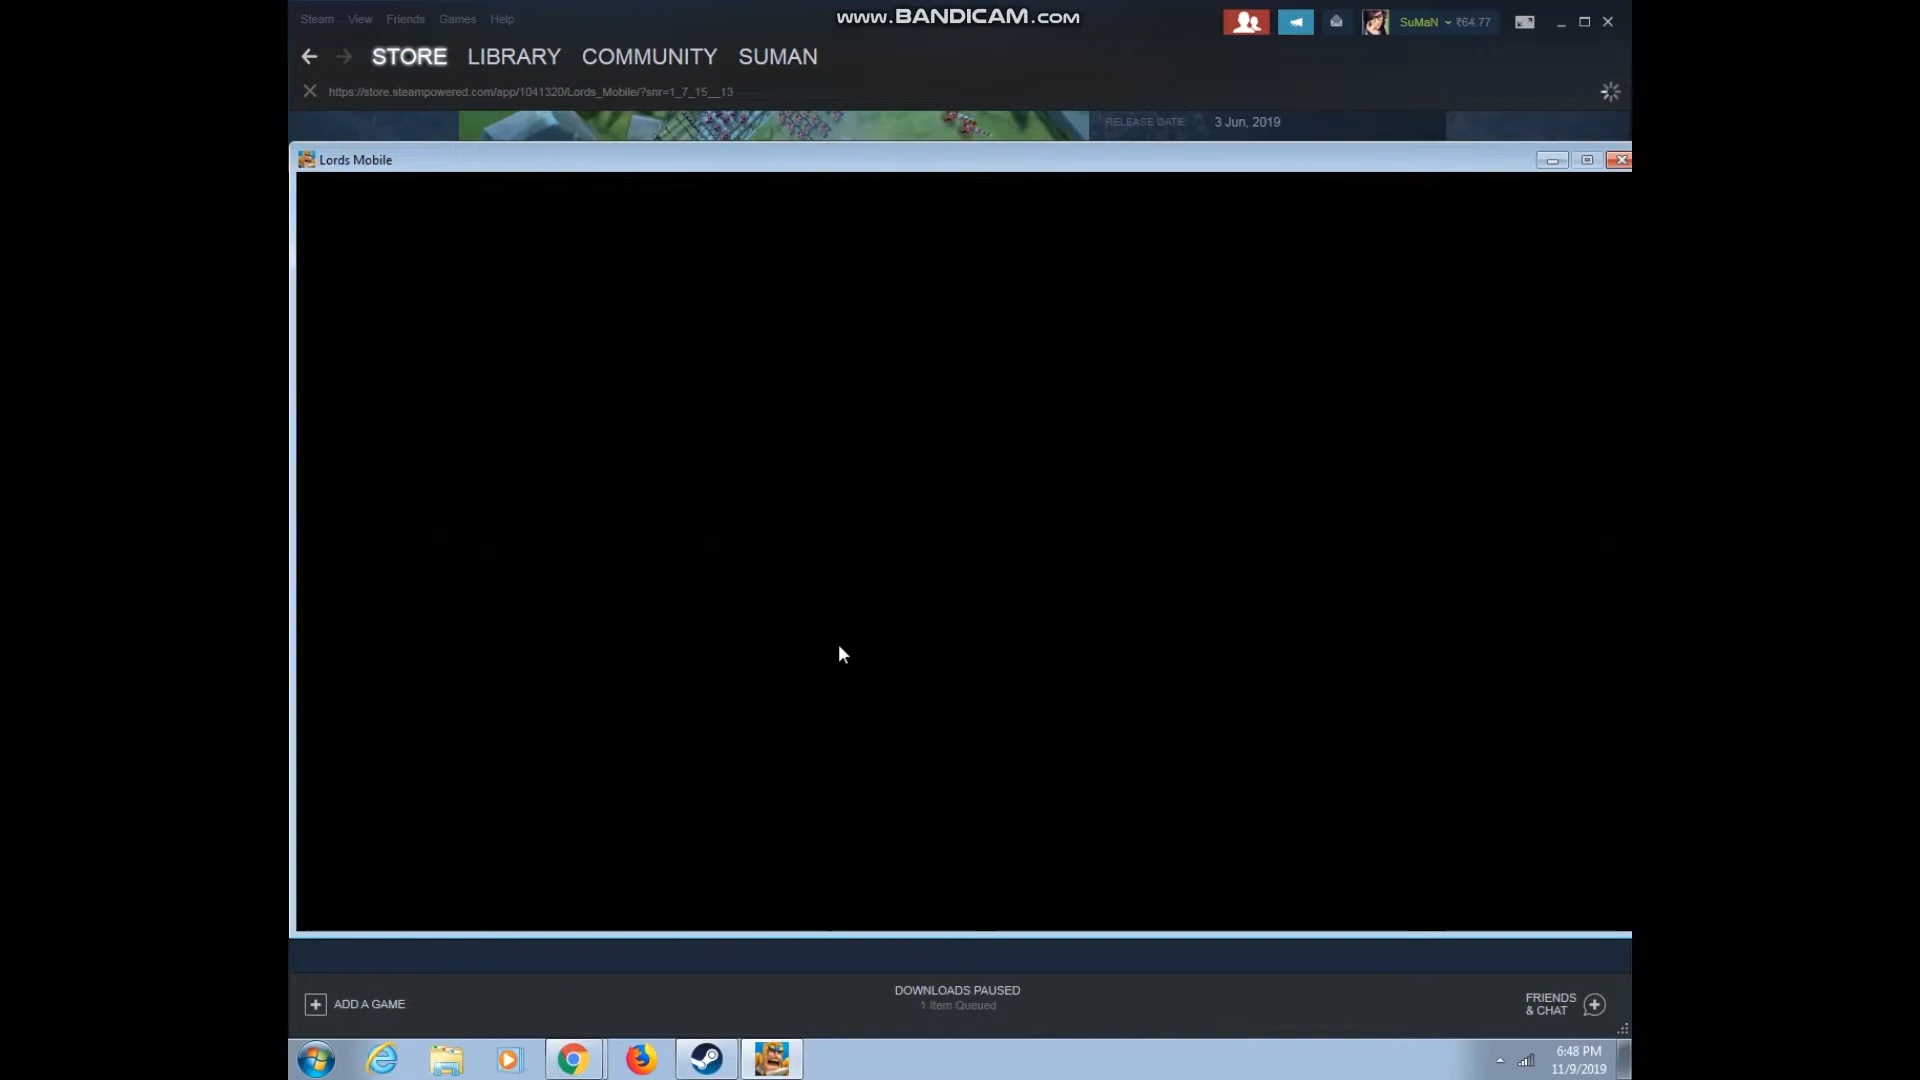 Steam View Friends Games Help
www.BANDICAM.com
SuMaN ₹64.77
STORE LIBRARY COMMUNITY SUMAN
https://store.steampowered.com/app/1041320/Lords_Mobile/?snr=1_7_15__13
RELEASE DATE: 3 Jun, 2019
Lords Mobile
ADD A GAME
DOWNLOADS PAUSED
1 Item Queued
FRIENDS
& CHAT
6:48 PM
11/9/2019